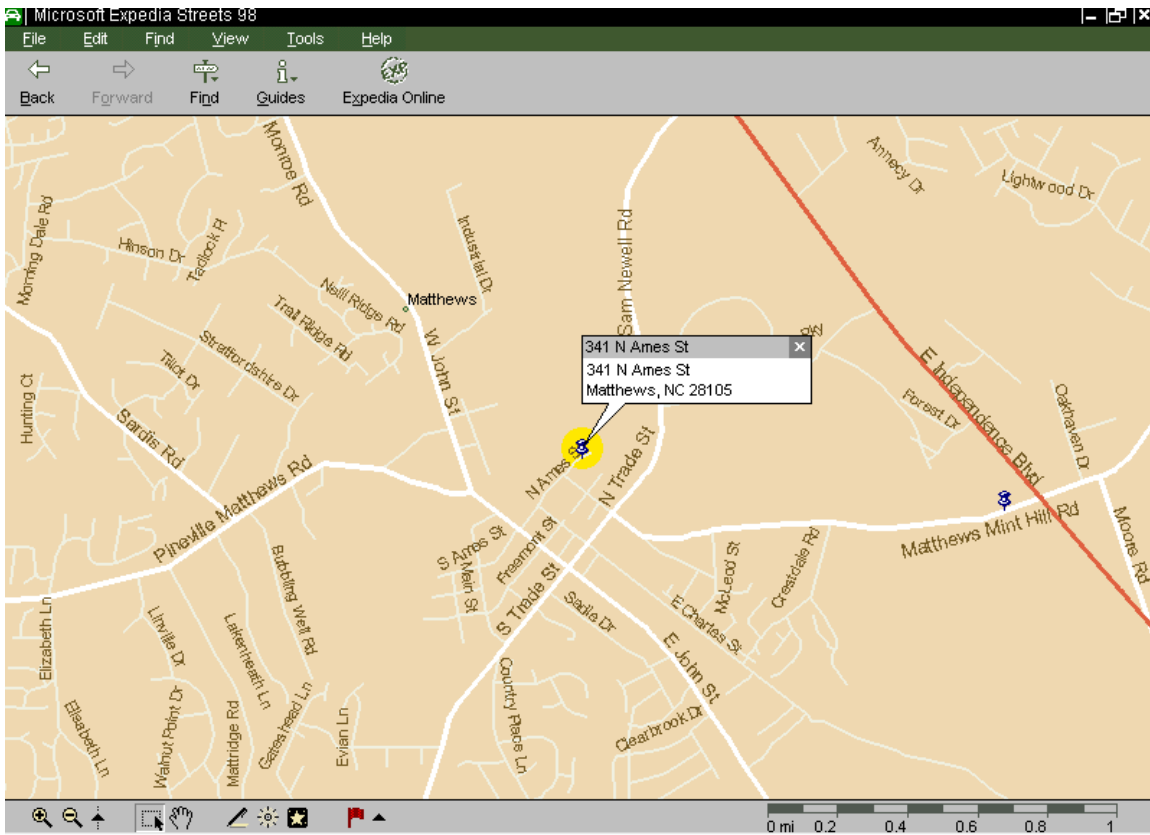 Microsoft Expedia Streets 98
File Edit Find View Tools Help
Back Forward Find Guides Expedia Online
Monroe Rd
Annecy Dr
Lightwood Dr
Morning Dale Rd
Hinson Dr
Tadlock Pl
Industrial Dr
Sam Newell Rd
Neill Ridge Rd
Matthews
Trail Ridge Rd
W John St
Straffordshire Dr
Tillot Dr
341 N Ames St
341 N Ames St
Matthews, NC 28105
Pky
E Independence Blvd
Forest Dr
Oakhaven Dr
Hunting Ct
Sardis Rd
Pineville Matthews Rd
N Ames St
N Trade St
Matthews Mint Hill Rd
Moore Rd
S Ames St
Main St
Freemont St
S Trade St
Sadie Dr
McLeod St
Crestdale Rd
E Charles St
E John St
Bubbling Well Rd
Elizabeth Ln
Linville Dr
Lakenheath Ln
Country Place Ln
Clearbrook Dr
Elisabeth Ln
Walnut Point Dr
Mattridge Rd
Gateshead Ln
Evian Ln
0 mi 0.2 0.4 0.6 0.8 1